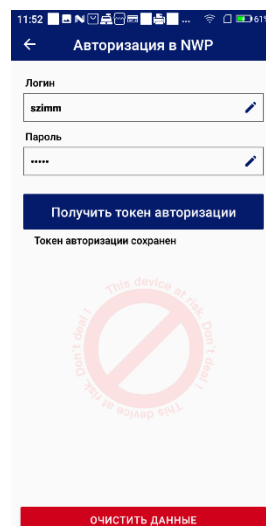 11:52 ... 61%
Авторизация в NWP
Логин
szimm
Пароль
•••••
Получить токен авторизации
Токен авторизации сохранен
This device at risk. Don't deal !
This device at risk. Don't deal !
ОЧИСТИТЬ ДАННЫЕ